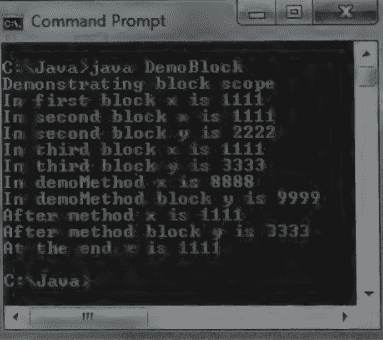 Command Prompt
C:\Java>java DemoBlock
Demonstrating block scope
In first block x is 1111
In second block x is 1111
In second block y is 2222
In third block x is 1111
In third block y is 3333
In demoMethod x is 8888
In demoMethod block y is 9999
After method x is 1111
After method block y is 3333
At the end x is 1111
C:\Java>